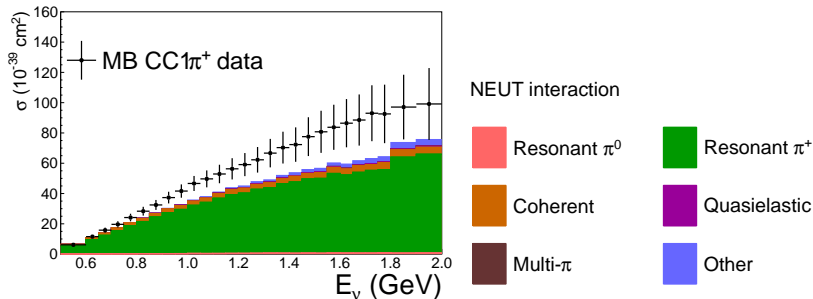 σ (10⁻³⁹ cm²)
160
140
120
100
80
60
40
20
0
MB CC1π⁺ data
0.6 0.8 1.0 1.2 1.4 1.6 1.8 2.0
E_ν (GeV)
NEUT interaction
Resonant π⁰ Resonant π⁺
Coherent Quasielastic
Multi-π Other